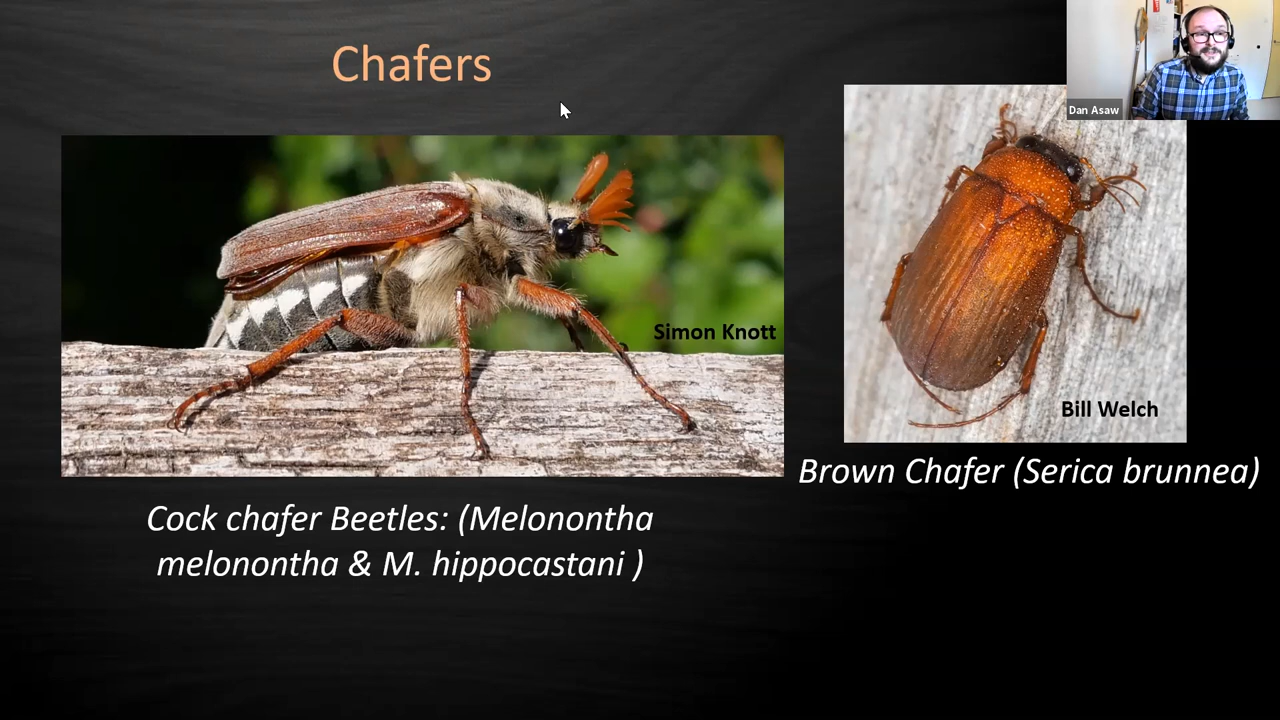 Chafers
Dan Asaw
Simon Knott
Bill Welch
Brown Chafer (Serica brunnea)
Cock chafer Beetles: (Melonontha
melonontha & M. hippocastani )